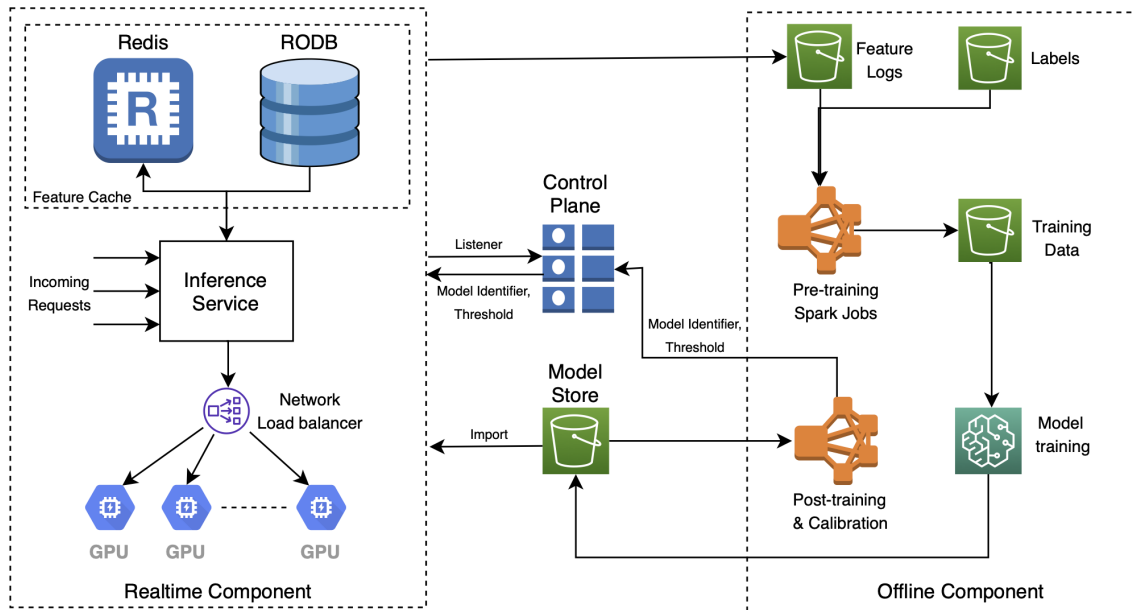 Redis
RODB
R
Feature Cache
Incoming
Requests
Inference
Service
Network
Load balancer
GPU
GPU
GPU
Realtime Component
Control
Plane
Listener
Model Identifier,
Threshold
Model Identifier,
Threshold
Model
Store
Import
Feature
Logs
Labels
Pre-training
Spark Jobs
Training
Data
Post-training
& Calibration
Model
training
Offline Component